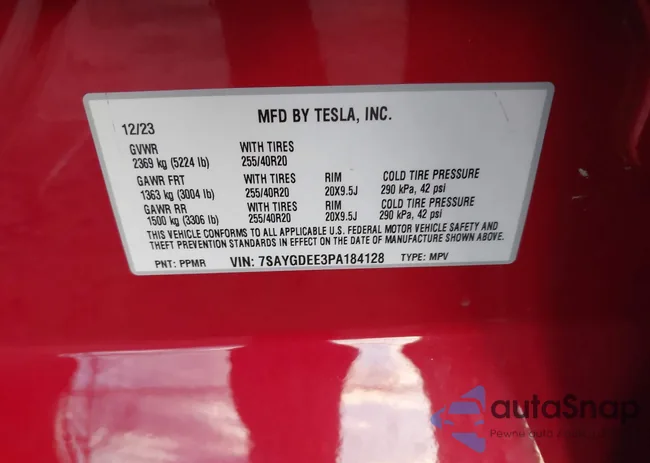 MFD BY TESLA, INC.
12/23
GVWR WITH TIRES
2369 kg (5224 lb) 255/40R20
GAWR FRT WITH TIRES RIM COLD TIRE PRESSURE
1363 kg (3004 lb) 255/40R20 20X9.5J 290 kPa, 42 psi
GAWR RR WITH TIRES RIM COLD TIRE PRESSURE
1500 kg (3306 lb) 255/40R20 20X9.5J 290 kPa, 42 psi
THIS VEHICLE CONFORMS TO ALL APPLICABLE U.S. FEDERAL MOTOR VEHICLE SAFETY AND
THEFT PREVENTION STANDARDS IN EFFECT ON THE DATE OF MANUFACTURE SHOWN ABOVE.
PNT: PPMR VIN: 7SAYGDEE3PA184128 TYPE: MPV
autoSnap
Pewne auto